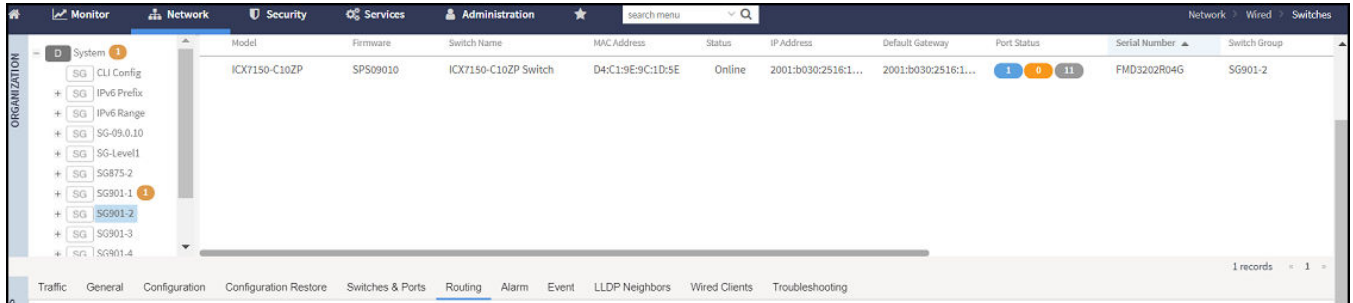 Monitor Network Security Services Administration search menu Network > Wired > Switches
ORGANIZATION
D System 1
SG CLI Config
+ SG IPv6 Prefix
+ SG IPv6 Range
+ SG SG-09.0.10
+ SG SG-Level1
+ SG SG875-2
+ SG SG901-1 1
+ SG SG901-2
+ SG SG901-3
+ SG SG901-4
Model Firmware Switch Name MAC Address Status IP Address Default Gateway Port Status Serial Number Switch Group
ICX7150-C10ZP SPS09010 ICX7150-C10ZP Switch D4:C1:9E:9C:1D:5E Online 2001:b030:2516:1... 2001:b030:2516:1... 1 0 11 FMD3202R04G SG901-2
1 records « 1 »
Traffic General Configuration Configuration Restore Switches & Ports Routing Alarm Event LLDP Neighbors Wired Clients Troubleshooting